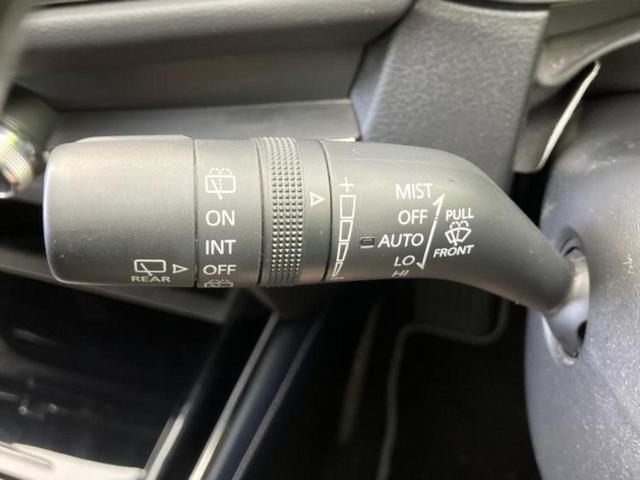 ON
INT
OFF
REAR
MIST
OFF
AUTO
LO
HI
PULL
FRONT